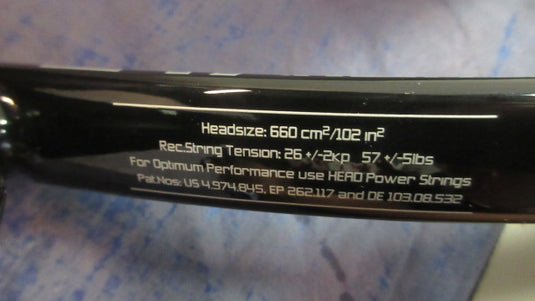 Headsize: 660 cm²/102 in²
Rec.String Tension: 26 +/-2kp 57 +/-5lbs
For Optimum Performance use HEAD Power Strings
Pat.Nos: US 4,974,845, EP 262.117 and DE 103.08.532